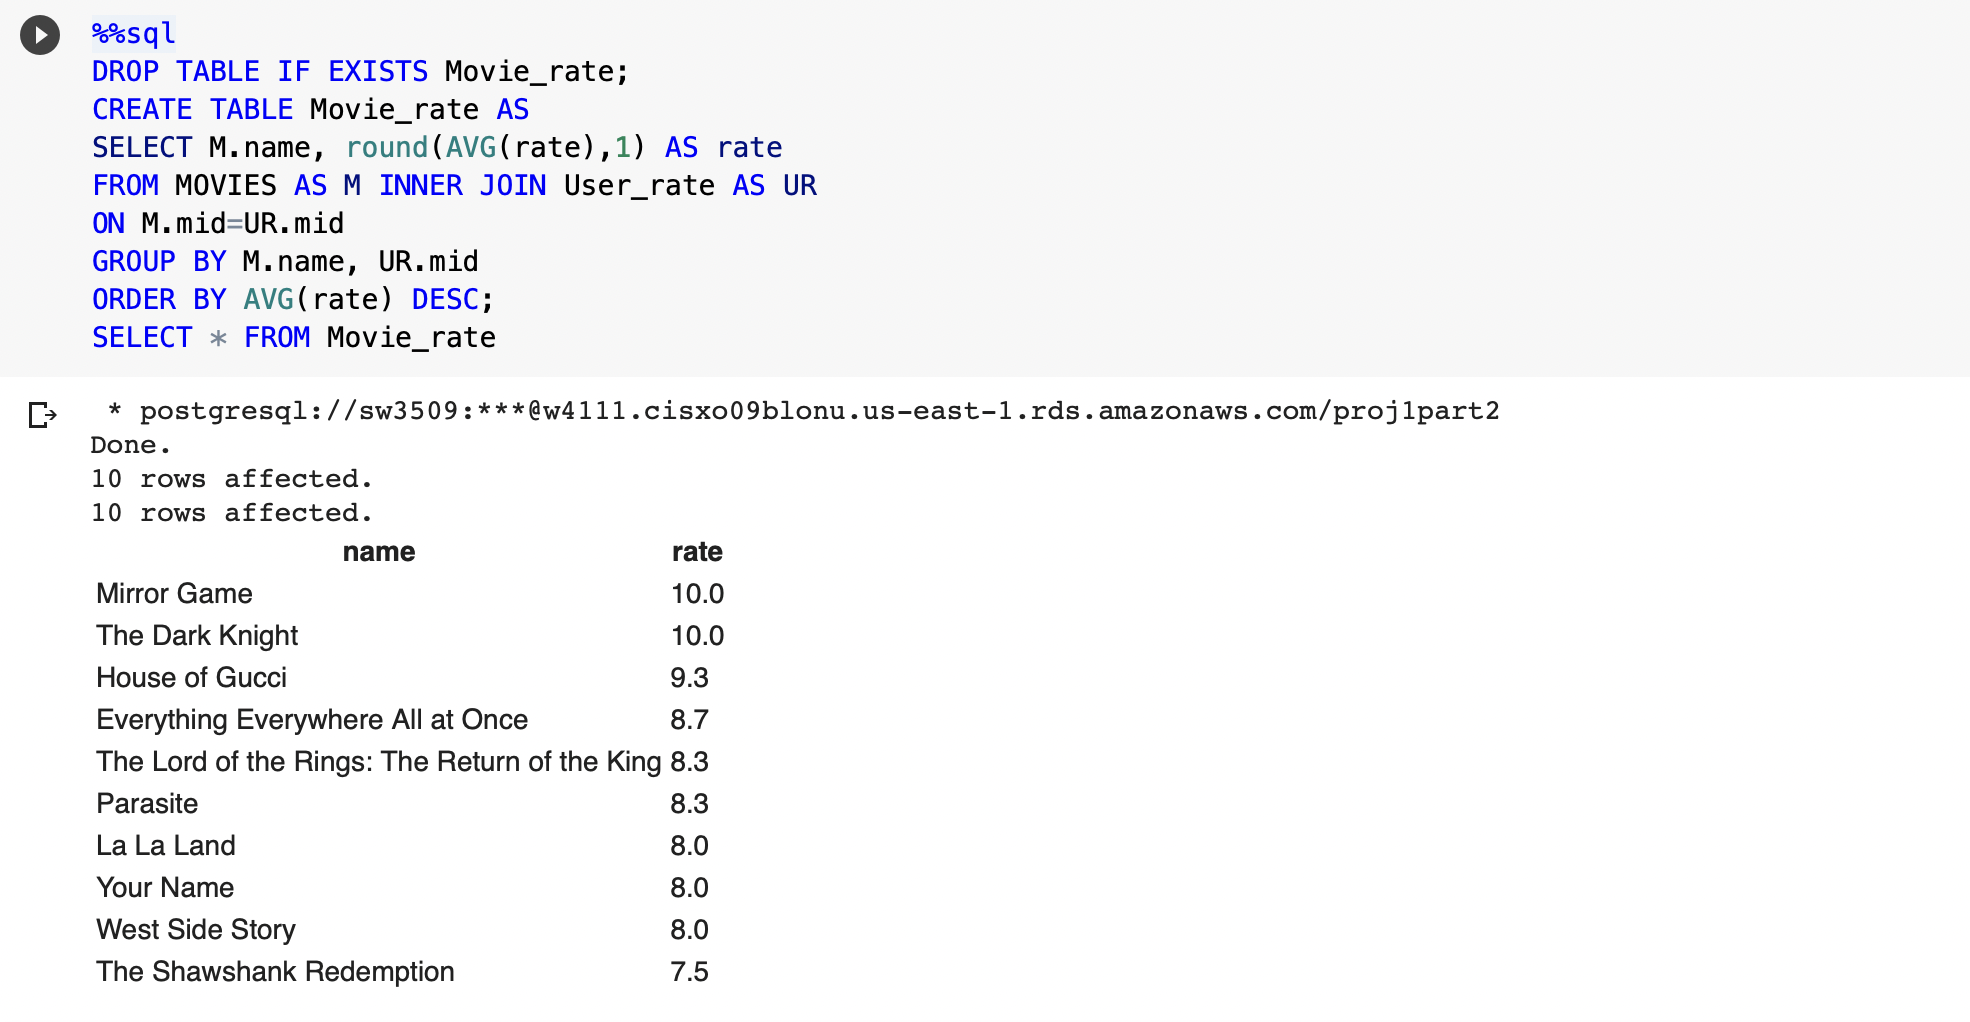 %%sql
DROP TABLE IF EXISTS Movie_rate;
CREATE TABLE Movie_rate AS
SELECT M.name, round(AVG(rate),1) AS rate
FROM MOVIES AS M INNER JOIN User_rate AS UR
ON M.mid=UR.mid
GROUP BY M.name, UR.mid
ORDER BY AVG(rate) DESC;
SELECT * FROM Movie_rate
* postgresql://sw3509:***@w4111.cisxo09blonu.us-east-1.rds.amazonaws.com/proj1part2
Done.
10 rows affected.
10 rows affected.
name rate
Mirror Game 10.0
The Dark Knight 10.0
House of Gucci 9.3
Everything Everywhere All at Once 8.7
The Lord of the Rings: The Return of the King 8.3
Parasite 8.3
La La Land 8.0
Your Name 8.0
West Side Story 8.0
The Shawshank Redemption 7.5